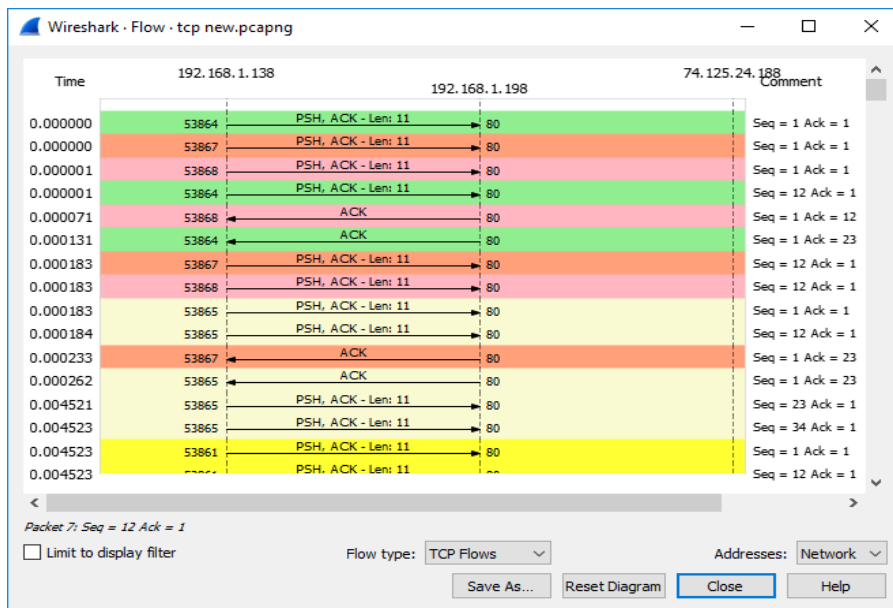 Wireshark · Flow · tcp new.pcapng
Time 192.168.1.138 192.168.1.198 74.125.24.188 Comment
0.000000 53864 PSH, ACK - Len: 11 80 Seq = 1 Ack = 1
0.000000 53867 PSH, ACK - Len: 11 80 Seq = 1 Ack = 1
0.000001 53868 PSH, ACK - Len: 11 80 Seq = 1 Ack = 1
0.000001 53864 PSH, ACK - Len: 11 80 Seq = 12 Ack = 1
0.000071 53868 ACK 80 Seq = 1 Ack = 12
0.000131 53864 ACK 80 Seq = 1 Ack = 23
0.000183 53867 PSH, ACK - Len: 11 80 Seq = 12 Ack = 1
0.000183 53868 PSH, ACK - Len: 11 80 Seq = 12 Ack = 1
0.000183 53865 PSH, ACK - Len: 11 80 Seq = 1 Ack = 1
0.000184 53865 PSH, ACK - Len: 11 80 Seq = 12 Ack = 1
0.000233 53867 ACK 80 Seq = 1 Ack = 23
0.000262 53865 ACK 80 Seq = 1 Ack = 23
0.004521 53865 PSH, ACK - Len: 11 80 Seq = 23 Ack = 1
0.004523 53865 PSH, ACK - Len: 11 80 Seq = 34 Ack = 1
0.004523 53861 PSH, ACK - Len: 11 80 Seq = 1 Ack = 1
0.004523 PSH, ACK - Len: 11 Seq = 12 Ack = 1
Packet 7: Seq = 12 Ack = 1
Limit to display filter Flow type: TCP Flows Addresses: Network
Save As... Reset Diagram Close Help